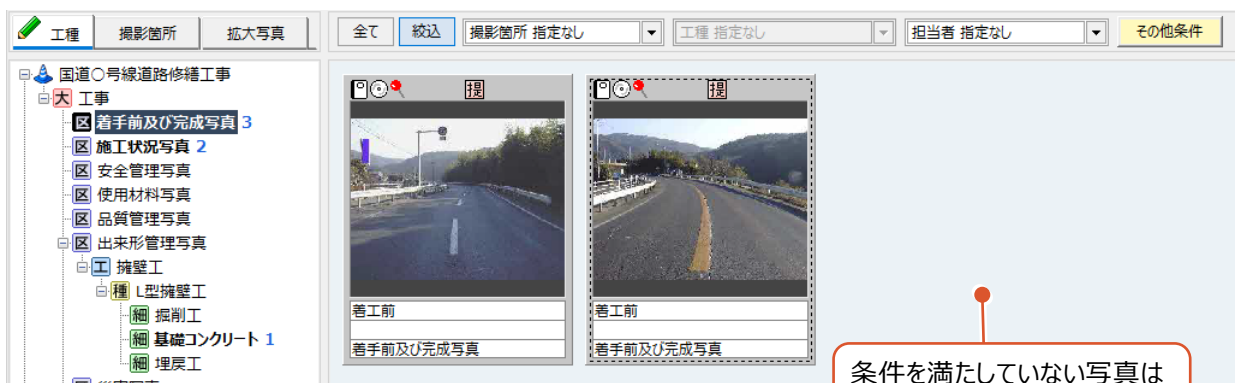 工種 撮影箇所 拡大写真
全て 絞込 撮影箇所 指定なし 工種 指定なし 担当者 指定なし その他条件
国道○号線道路修繕工事
大 工事
区 着手前及び完成写真 3
区 施工状況写真 2
区 安全管理写真
区 使用材料写真
区 品質管理写真
区 出来形管理写真
工 擁壁工
種 L型擁壁工
細 掘削工
細 基礎コンクリート 1
細 埋戻工
提
着工前
着手前及び完成写真
提
着工前
着手前及び完成写真
条件を満たしていない写真は